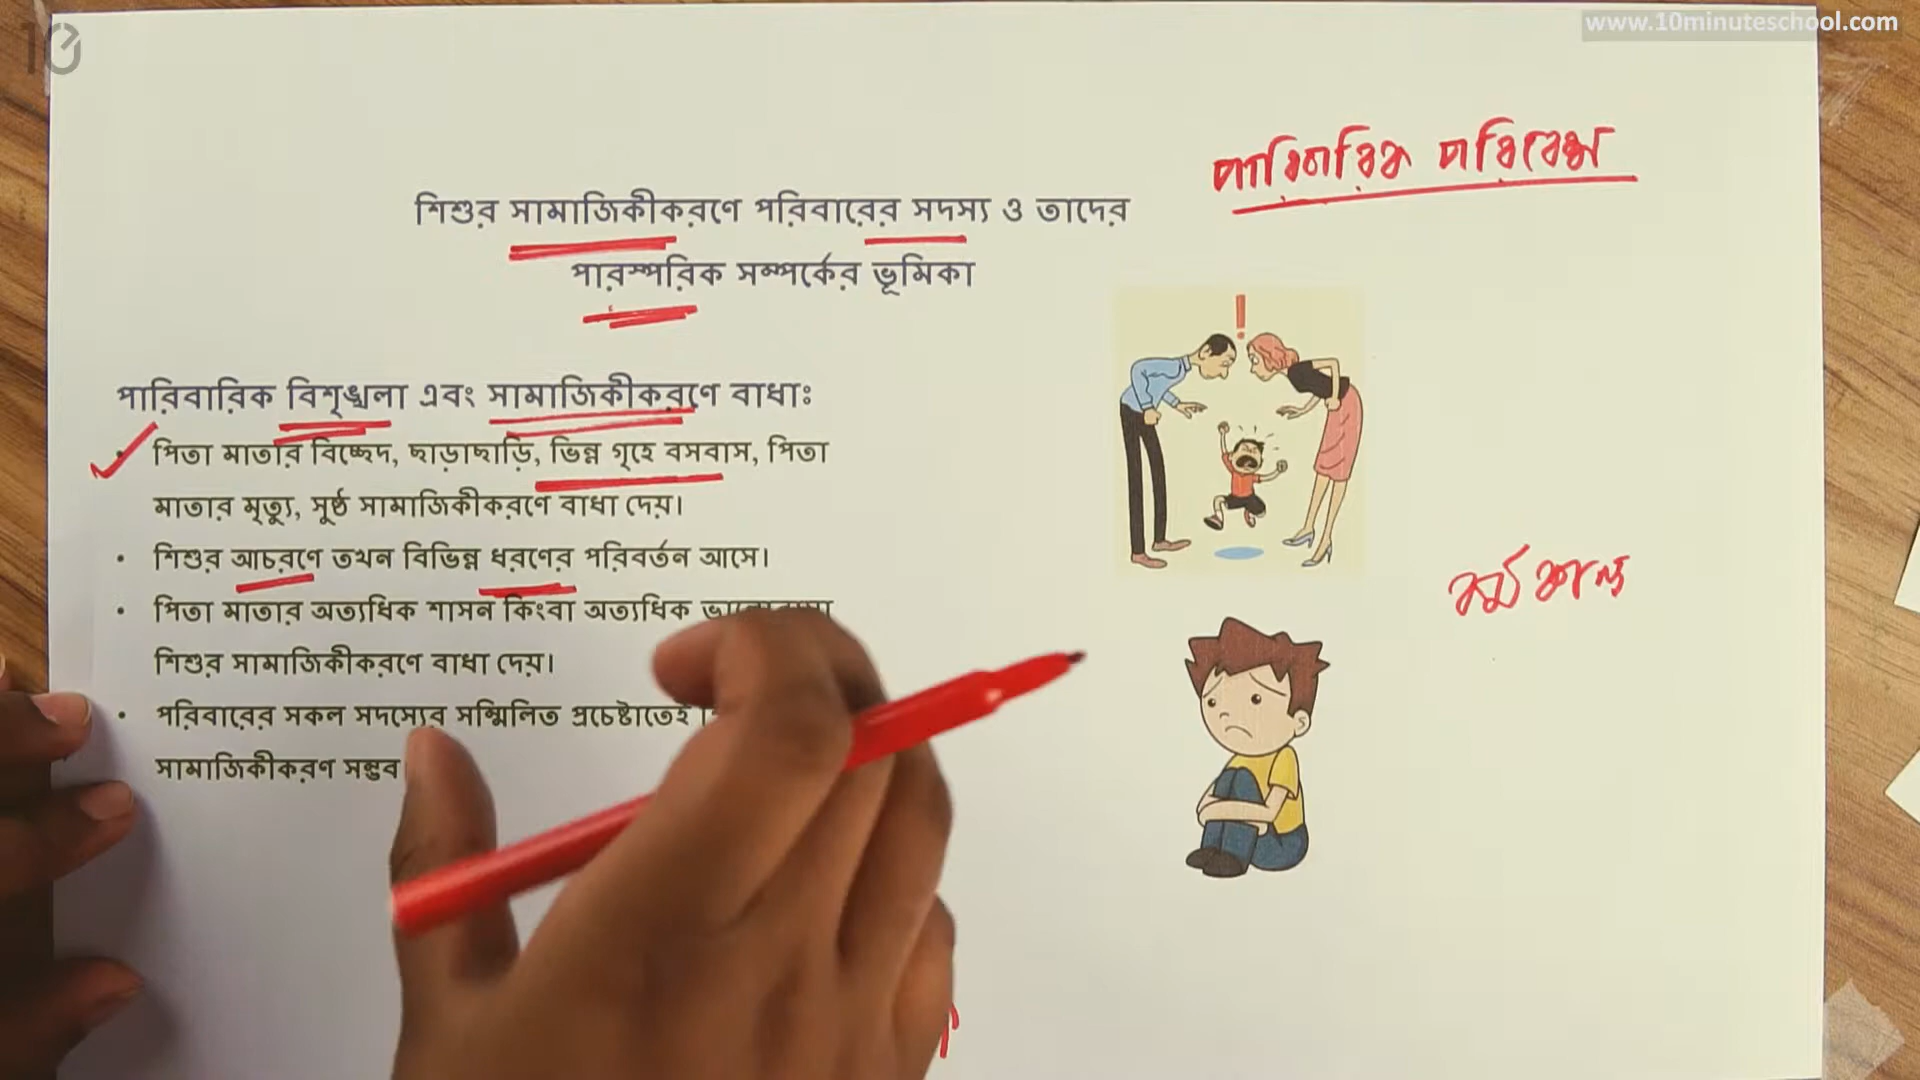 10
www.10minuteschool.com
পারিবারিক পরিবেশ
শিশুর সামাজিকীকরণে পরিবারের সদস্য ও তাদের
পারস্পরিক সম্পর্কের ভূমিকা
পারিবারিক বিশৃঙ্খলা এবং সামাজিকীকরণে বাধাঃ
• পিতা মাতার বিচ্ছেদ, ছাড়াছাড়ি, ভিন্ন গৃহে বসবাস, পিতা
মাতার মৃত্যু, সুষ্ঠ সামাজিকীকরণে বাধা দেয়।
• শিশুর আচরণে তখন বিভিন্ন ধরণের পরিবর্তন আসে।
পিতা মাতার অত্যধিক শাসন কিংবা অত্যধিক
শিশুর সামাজিকীকরণে বাধা দেয়।
• পরিবারের সকল সদস্যের সম্মিলিত প্রচেষ্টাতেই
সামাজিকীকরণ সম্ভব